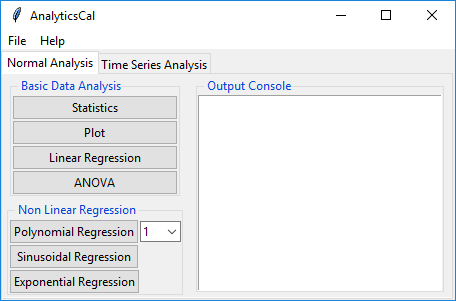 AnalyticsCal
File Help
Normal Analysis Time Series Analysis
Basic Data Analysis
Statistics
Plot
Linear Regression
ANOVA
Non Linear Regression
Polynomial Regression 1
Sinusoidal Regression
Exponential Regression
Output Console